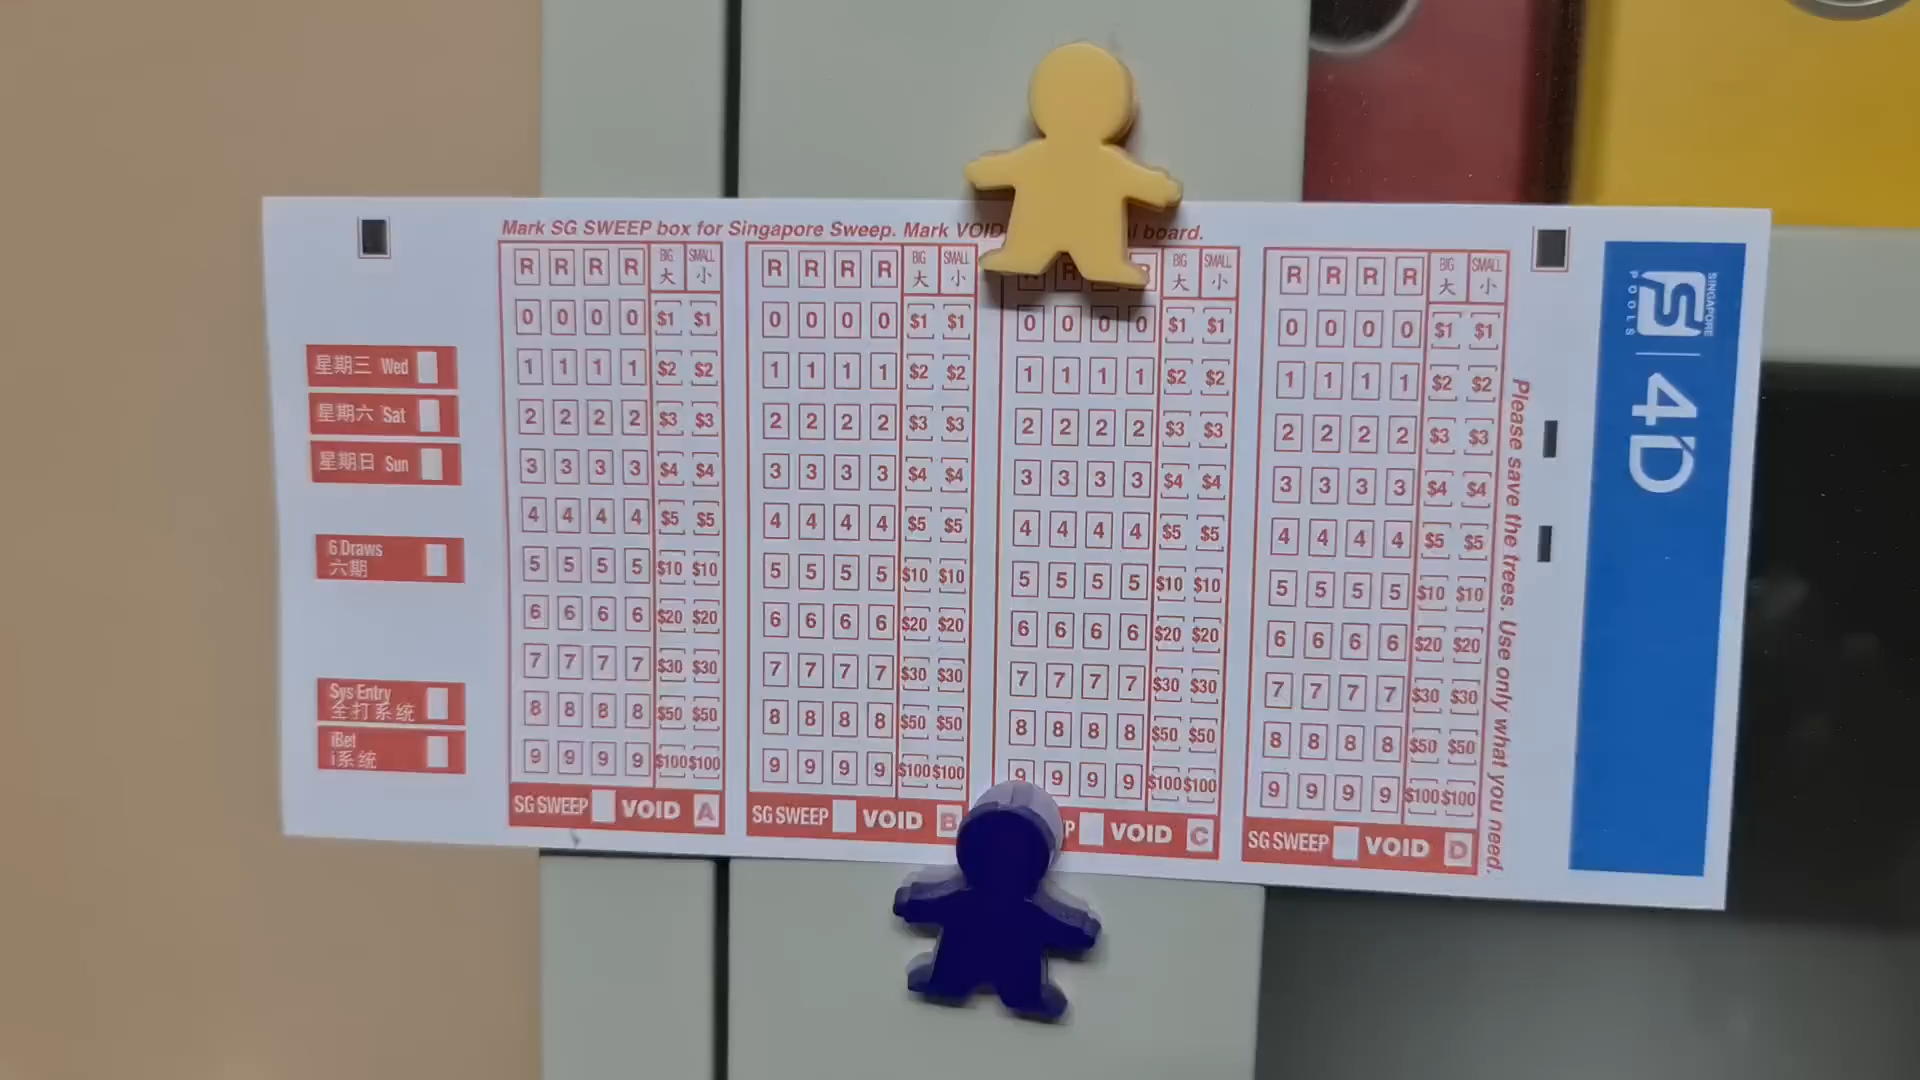 Mark SG SWEEP box for Singapore Sweep. Mark VOID board.
星期三 Wed
星期六 Sat
星期日 Sun
6 Draws
六期
Sys Entry
全打系统
iBet
i系统
R R R R BIG SMALL
大 小
0 0 0 0 $1 $1
1 1 1 1 $2 $2
2 2 2 2 $3 $3
3 3 3 3 $4 $4
4 4 4 4 $5 $5
5 5 5 5 $10 $10
6 6 6 6 $20 $20
7 7 7 7 $30 $30
8 8 8 8 $50 $50
9 9 9 9 $100 $100
SG SWEEP VOID A
R R R R BIG SMALL
大 小
0 0 0 0 $1 $1
1 1 1 1 $2 $2
2 2 2 2 $3 $3
3 3 3 3 $4 $4
4 4 4 4 $5 $5
5 5 5 5 $10 $10
6 6 6 6 $20 $20
7 7 7 7 $30 $30
8 8 8 8 $50 $50
9 9 9 9 $100 $100
SG SWEEP VOID B
R R BIG SMALL
大 小
0 0 0 0 $1 $1
1 1 1 1 $2 $2
2 2 2 2 $3 $3
3 3 3 3 $4 $4
4 4 4 4 $5 $5
5 5 5 5 $10 $10
6 6 6 6 $20 $20
7 7 7 7 $30 $30
8 8 8 8 $50 $50
9 9 9 9 $100 $100
VOID C
R R R R BIG SMALL
大 小
0 0 0 0 $1 $1
1 1 1 1 $2 $2
2 2 2 2 $3 $3
3 3 3 3 $4 $4
4 4 4 4 $5 $5
5 5 5 5 $10 $10
6 6 6 6 $20 $20
7 7 7 7 $30 $30
8 8 8 8 $50 $50
9 9 9 9 $100 $100
SG SWEEP VOID D
Please save the trees. Use only what you need.
SINGAPORE
POOLS
4D